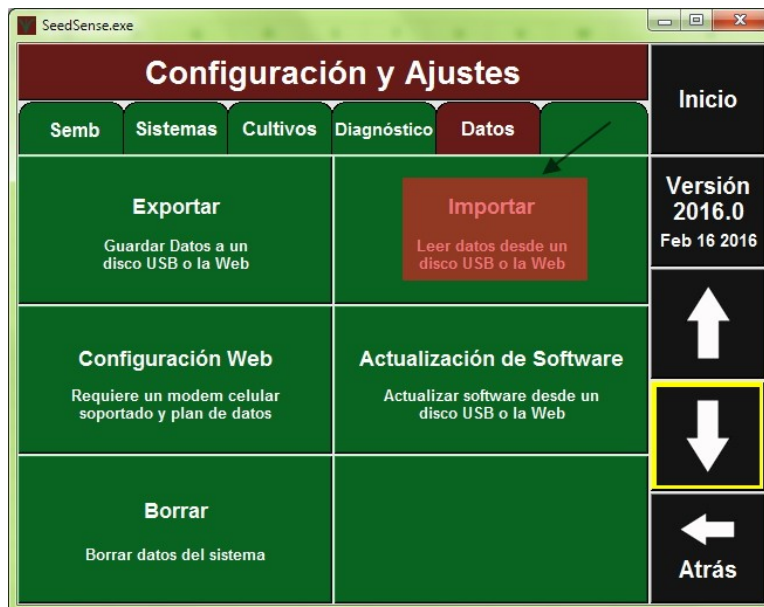 SeedSense.exe
Configuración y Ajustes
Inicio
Semb
Sistemas
Cultivos
Diagnóstico
Datos
Exportar
Guardar Datos a un
disco USB o la Web
Importar
Leer datos desde un
disco USB o la Web
Versión
2016.0
Feb 16 2016
Configuración Web
Requiere un modem celular
soportado y plan de datos
Actualización de Software
Actualizar software desde un
disco USB o la Web
Borrar
Borrar datos del sistema
Atrás